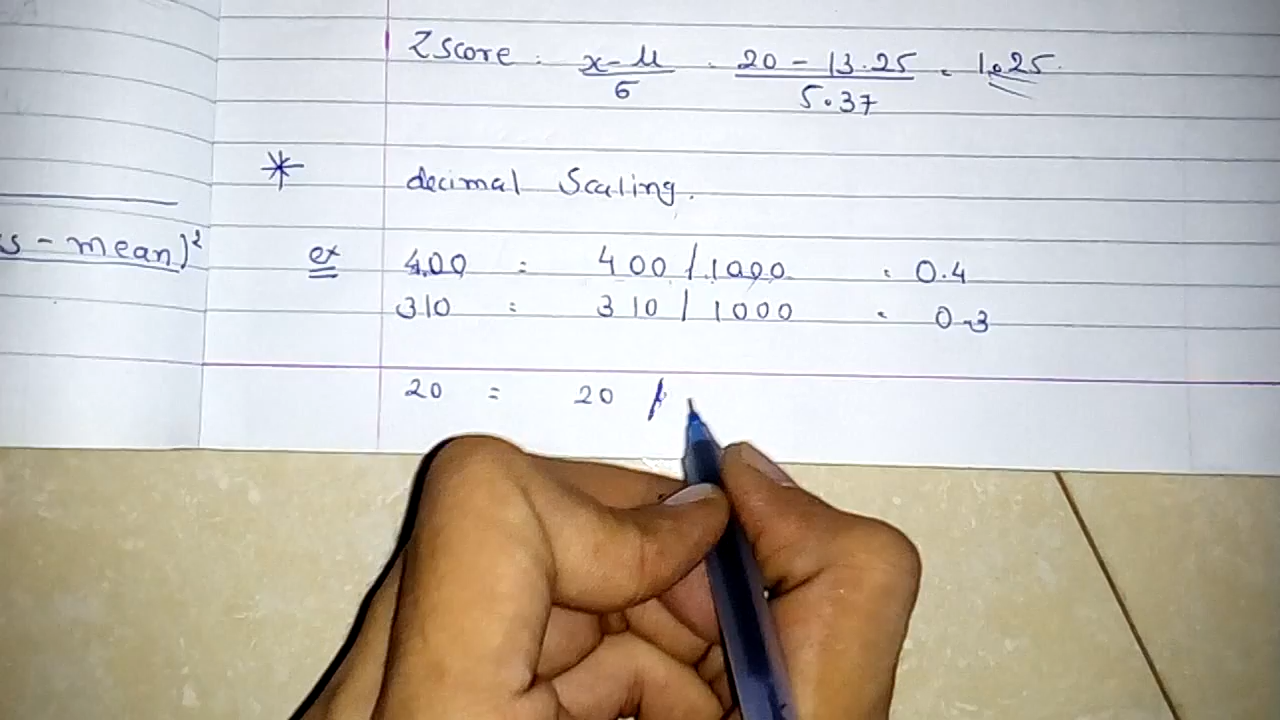 Zscore : x-μ/6 . 20 - 13.25/5.37 = 1.25.
* decimal Scaling.
s - mean)²
ex 400 : 400/1000 = 0.4
310 : 310/1000 = 0.3
20 = 20 /